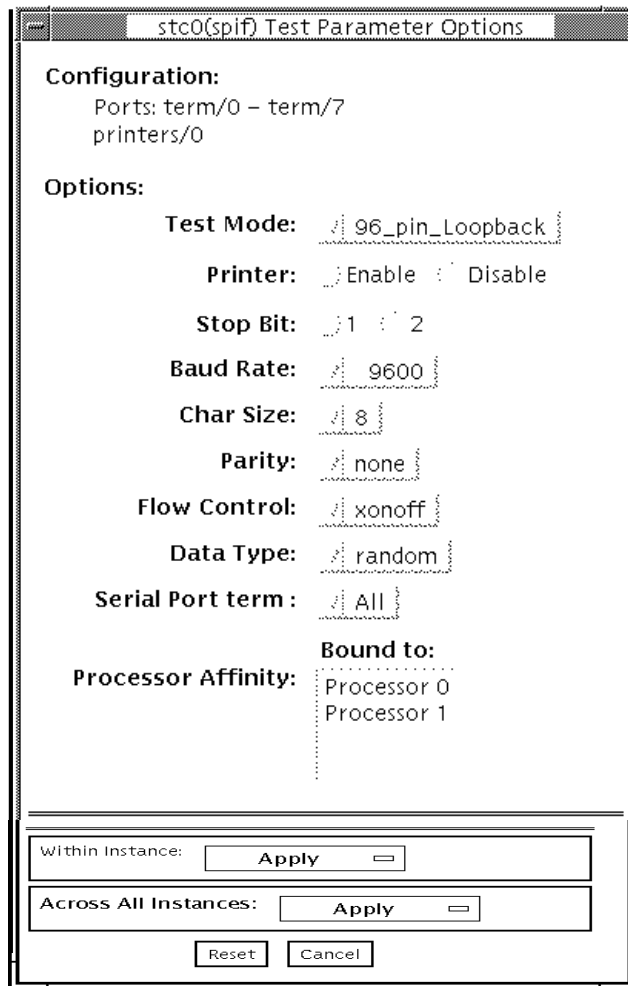 stc0(spif) Test Parameter Options
Configuration:
Ports: term/0 – term/7
printers/0
Options:
Test Mode: 96_pin_Loopback
Printer: Enable Disable
Stop Bit: 1 2
Baud Rate: 9600
Char Size: 8
Parity: none
Flow Control: xonoff
Data Type: random
Serial Port term : All
Bound to:
Processor Affinity: Processor 0
Processor 1
Within Instance: Apply
Across All Instances: Apply
Reset Cancel